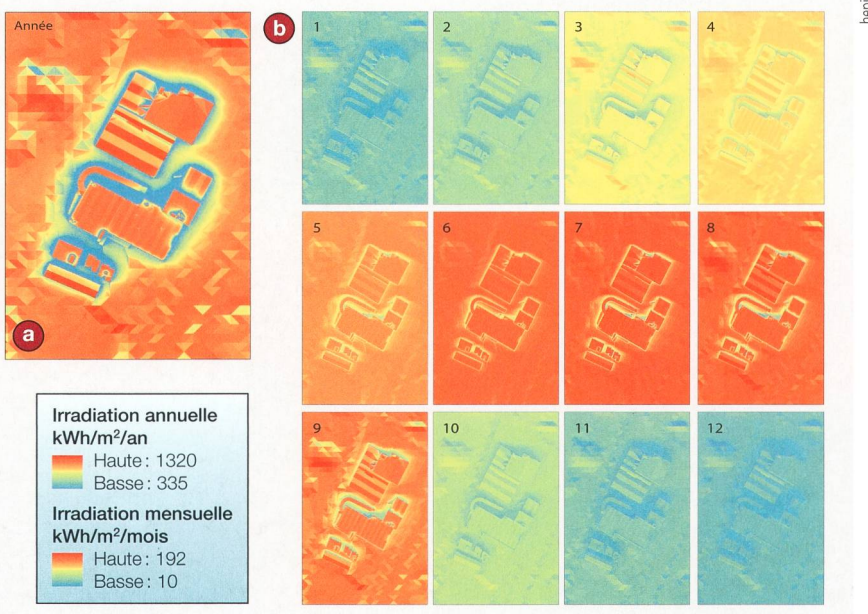 Année
a
b
1
2
3
4
5
6
7
8
9
10
11
12
Irradiation annuelle
kWh/m²/an
Haute : 1320
Basse : 335
Irradiation mensuelle
kWh/m²/mois
Haute : 192
Basse : 10